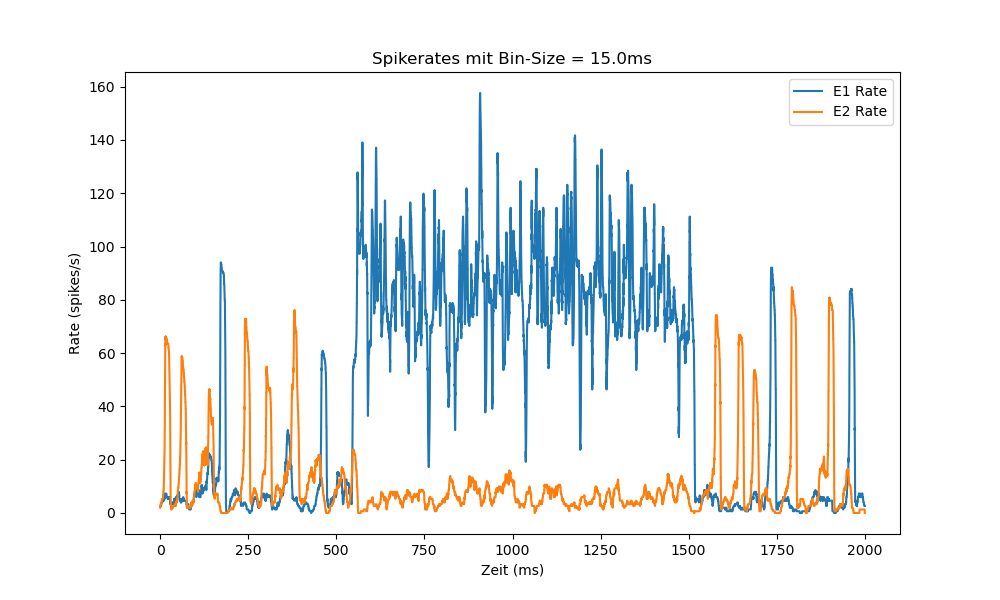 Spikerates mit Bin-Size = 15.0ms
E1 Rate
E2 Rate
Rate (spikes/s)
160
140
120
100
80
60
40
20
0
0 250 500 750 1000 1250 1500 1750 2000
Zeit (ms)